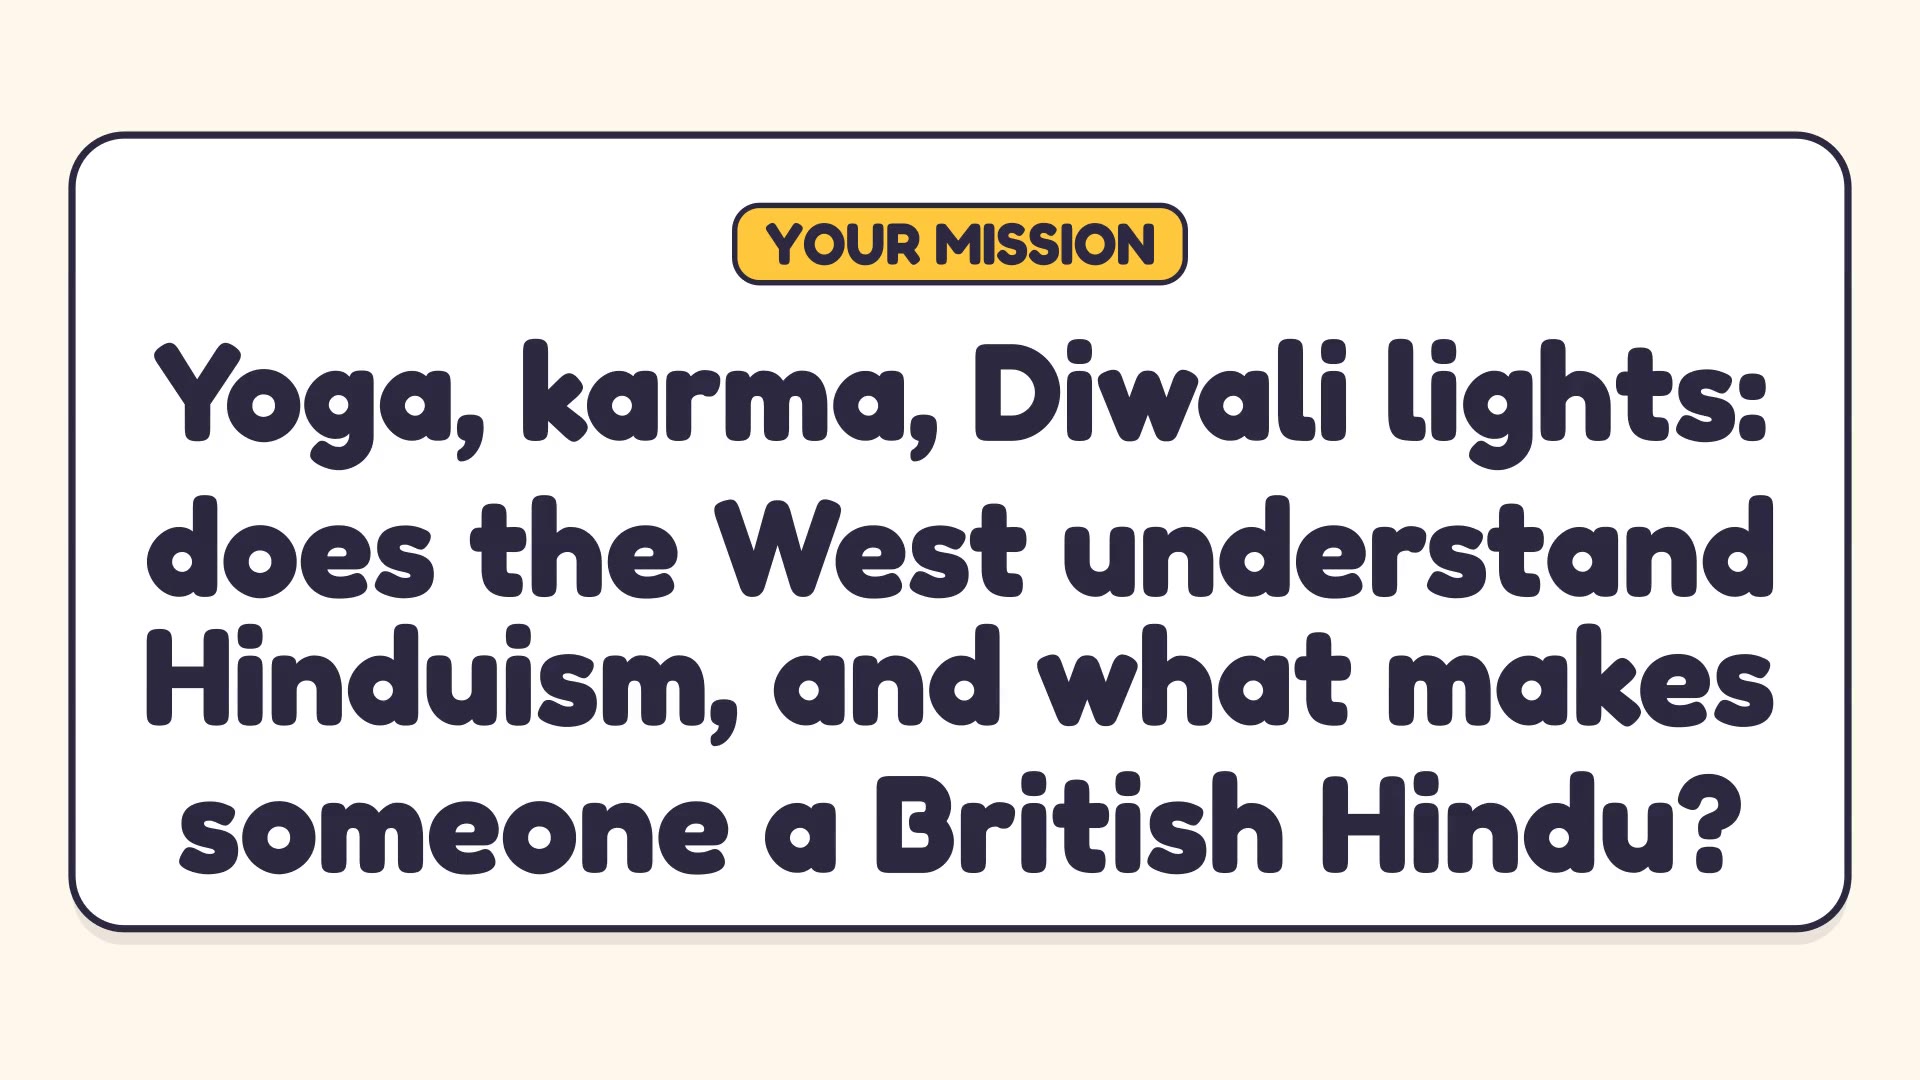 YOUR MISSION
Yoga, karma, Diwali lights:
does the West understand
Hinduism, and what makes
someone a British Hindu?